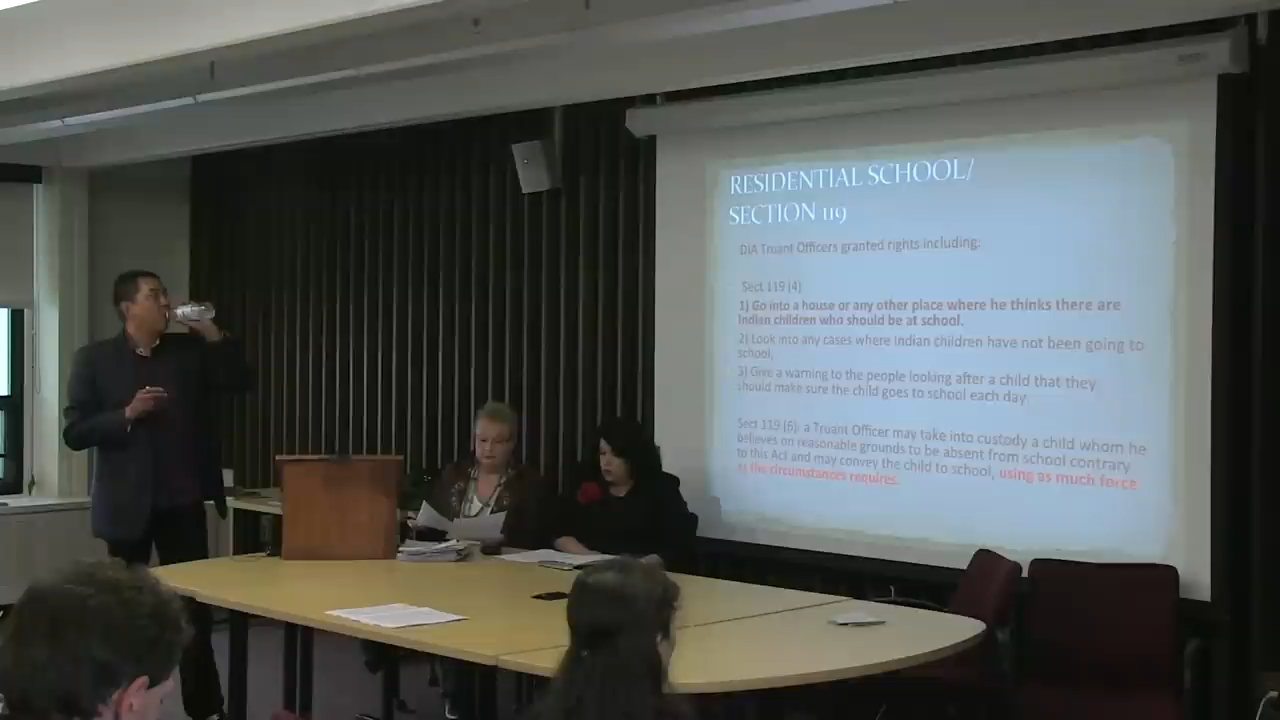 RESIDENTIAL SCHOOL/
SECTION 119
DIA Truant Officers granted rights including:
Sect 119 (4)
1) Go into a house or any other place where he thinks there are
Indian children who should be at school.
2) Look into any cases where Indian children have not been going to
school,
3) Give a warning to the people looking after a child that they
should make sure the child goes to school each day
Sect 119 (6): a Truant Officer may take into custody a child whom he
believes on reasonable grounds to be absent from school contrary
to this Act and may convey the child to school, using as much force
as the circumstances requires.